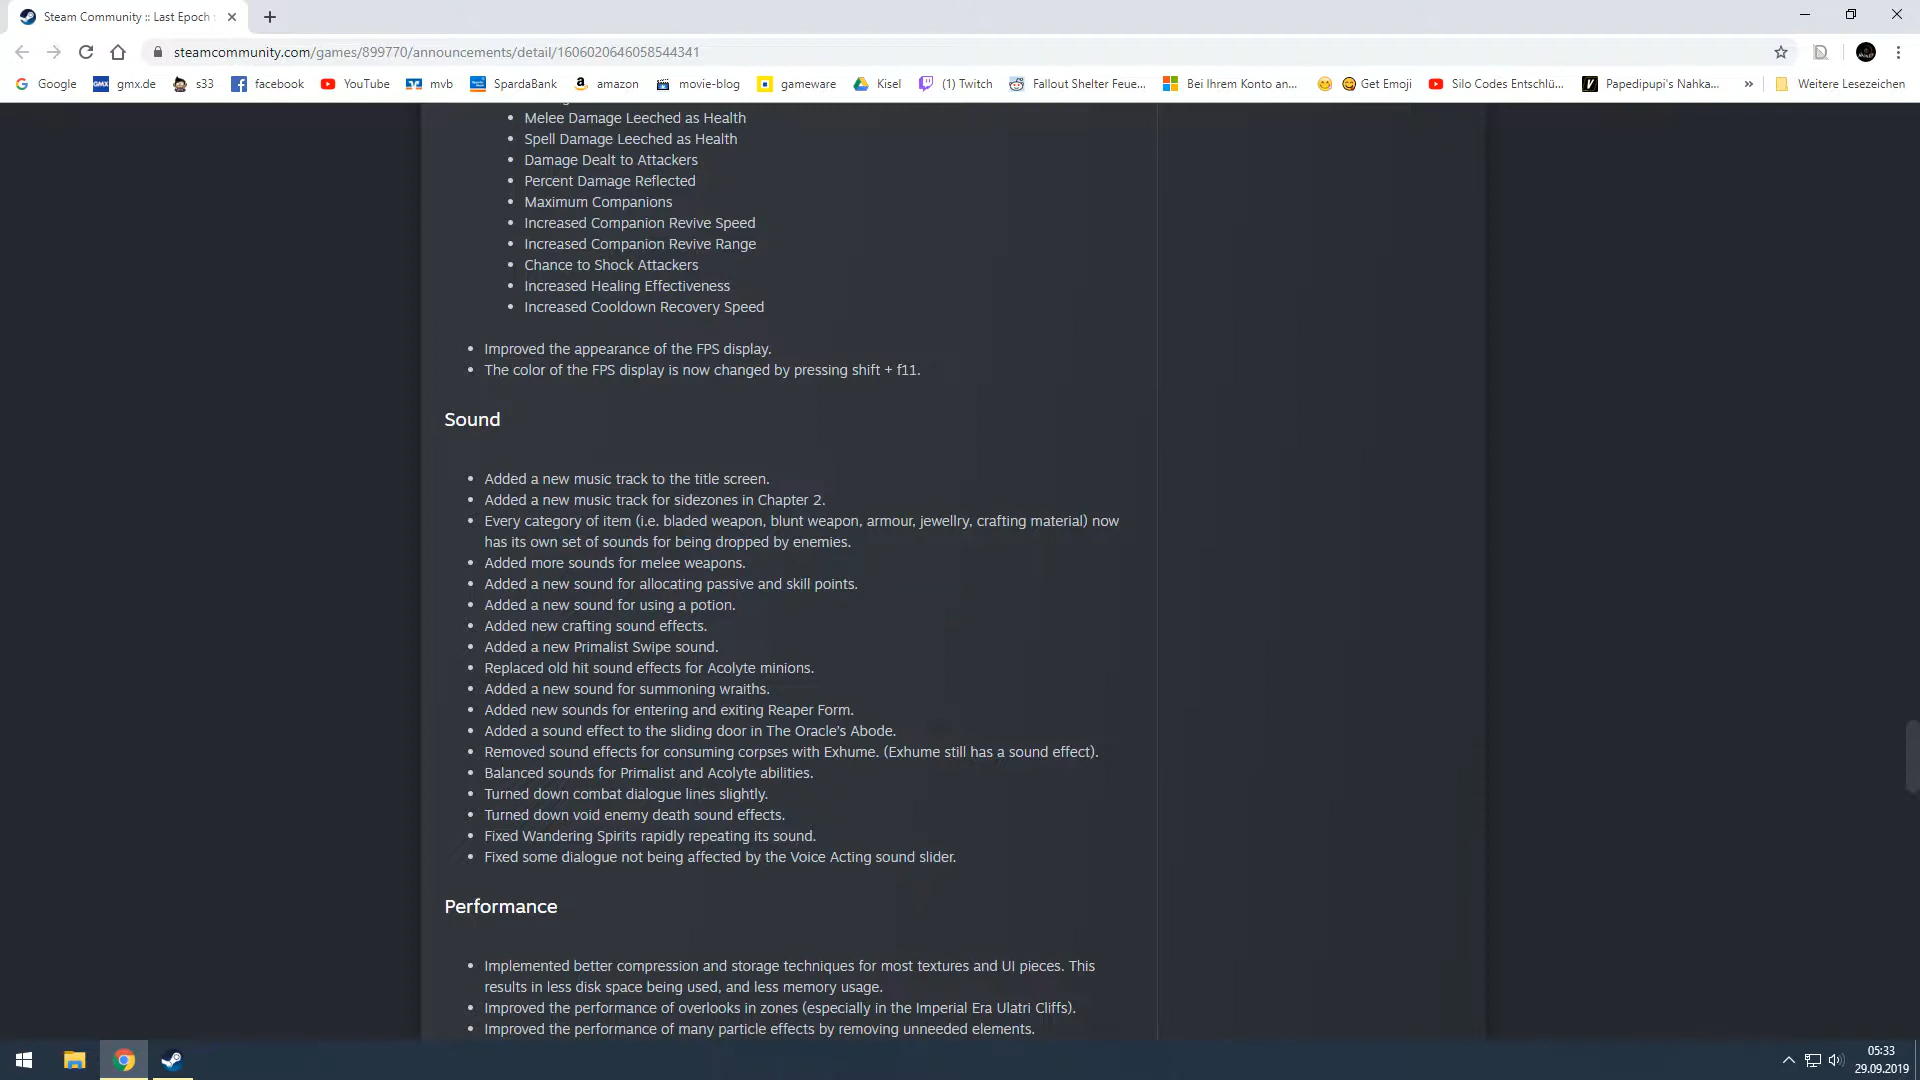 Steam Community :: Last Epoch
steamcommunity.com/games/899770/announcements/detail/1606020646058544341
Google
GMX gmx.de
s33
facebook
YouTube
mvb
SpardaBank
amazon
movie-blog
gameware
Kisel
(1) Twitch
Fallout Shelter Feue...
Bei Ihrem Konto an...
Get Emoji
Silo Codes Entschlü...
Papedipupi's Nahka...
»
Weitere Lesezeichen
• Melee Damage Leeched as Health
• Spell Damage Leeched as Health
• Damage Dealt to Attackers
• Percent Damage Reflected
• Maximum Companions
• Increased Companion Revive Speed
• Increased Companion Revive Range
• Chance to Shock Attackers
• Increased Healing Effectiveness
• Increased Cooldown Recovery Speed
• Improved the appearance of the FPS display.
• The color of the FPS display is now changed by pressing shift + f11.
Sound
• Added a new music track to the title screen.
• Added a new music track for sidezones in Chapter 2.
• Every category of item (i.e. bladed weapon, blunt weapon, armour, jewellry, crafting material) now
has its own set of sounds for being dropped by enemies.
• Added more sounds for melee weapons.
• Added a new sound for allocating passive and skill points.
• Added a new sound for using a potion.
• Added new crafting sound effects.
• Added a new Primalist Swipe sound.
• Replaced old hit sound effects for Acolyte minions.
• Added a new sound for summoning wraiths.
• Added new sounds for entering and exiting Reaper Form.
• Added a sound effect to the sliding door in The Oracle's Abode.
• Removed sound effects for consuming corpses with Exhume. (Exhume still has a sound effect).
• Balanced sounds for Primalist and Acolyte abilities.
• Turned down combat dialogue lines slightly.
• Turned down void enemy death sound effects.
• Fixed Wandering Spirits rapidly repeating its sound.
• Fixed some dialogue not being affected by the Voice Acting sound slider.
Performance
• Implemented better compression and storage techniques for most textures and UI pieces. This
results in less disk space being used, and less memory usage.
• Improved the performance of overlooks in zones (especially in the Imperial Era Ulatri Cliffs).
• Improved the performance of many particle effects by removing unneeded elements.
05:33
29.09.2019